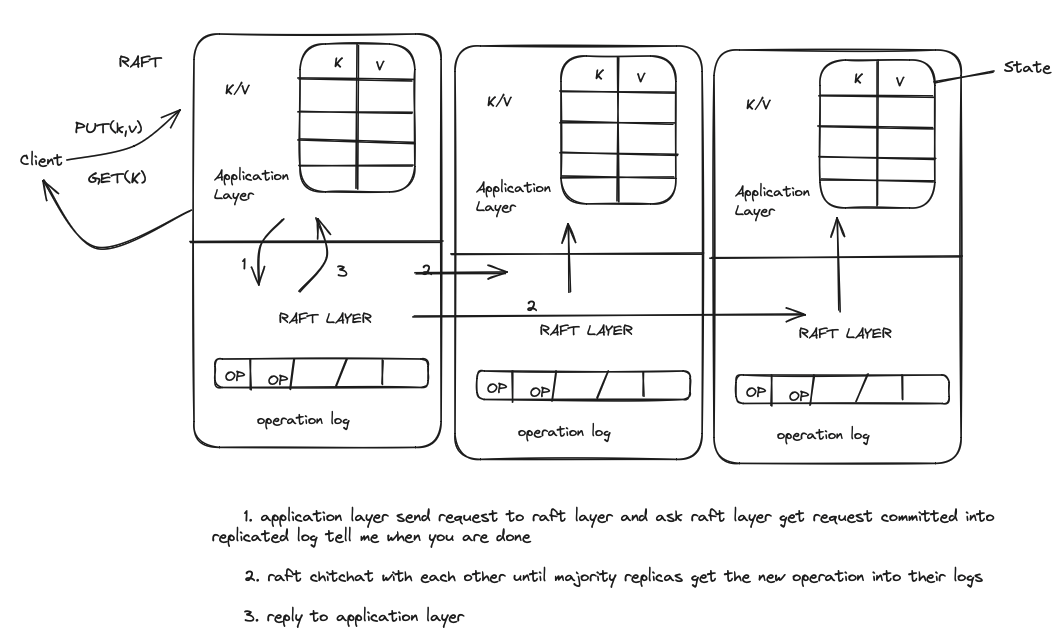 RAFT
Client
PUT(k,v)
GET(K)
K/V
K V
Application
Layer
1
3
RAFT LAYER
OP OP
operation log
2
2
K/V
K V
Application
Layer
RAFT LAYER
OP OP
operation log
K/V
K V
State
Application
Layer
RAFT LAYER
OP OP
operation log
1. application layer send request to raft layer and ask raft layer get request committed into
replicated log tell me when you are done
2. raft chitchat with each other until majority replicas get the new operation into their logs
3. reply to application layer